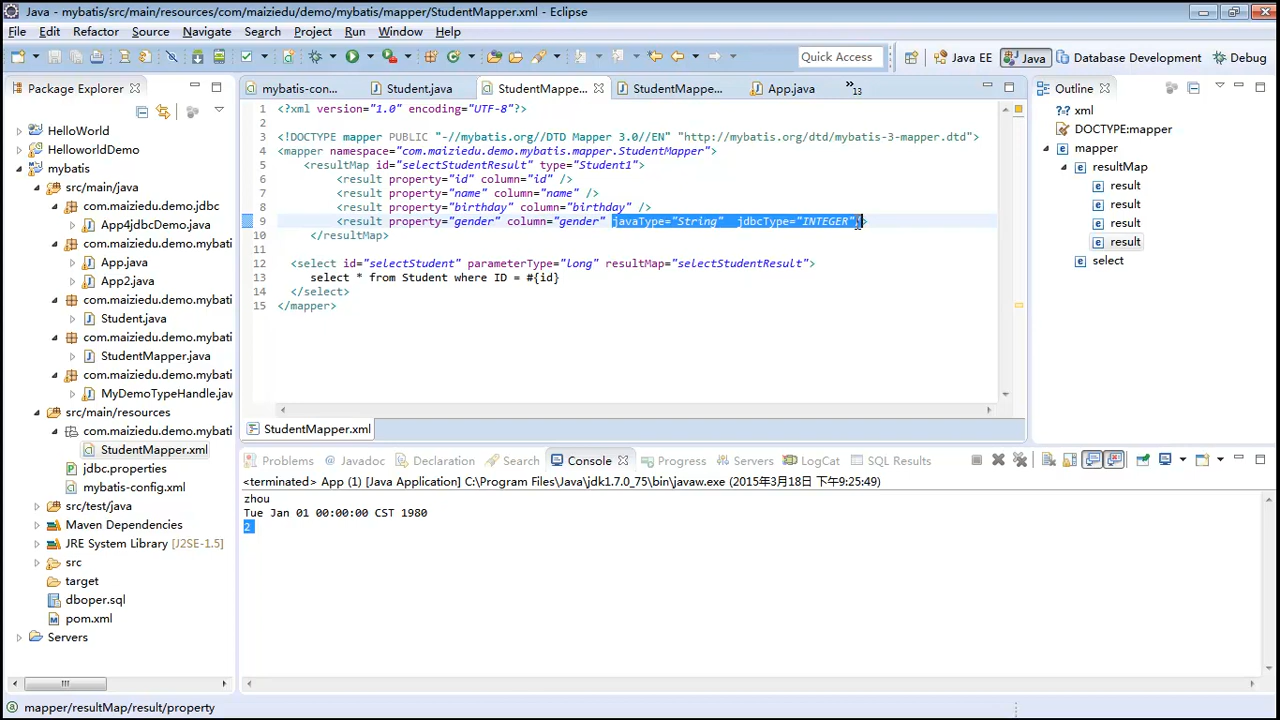 Java - mybatis/src/main/resources/com/maiziedu/demo/mybatis/mapper/StudentMapper.xml - Eclipse
File Edit Refactor Source Navigate Search Project Run Window Help
Quick Access Java EE Java Database Development Debug
Package Explorer
HelloWorld
HelloworldDemo
mybatis
src/main/java
com.maiziedu.demo.jdbc
App4jdbcDemo.java
com.maiziedu.demo.mybati
App.java
App2.java
com.maiziedu.demo.mybati
Student.java
com.maiziedu.demo.mybati
StudentMapper.java
com.maiziedu.demo.mybati
MyDemoTypeHandle.java
src/main/resources
com.maiziedu.demo.mybati
StudentMapper.xml
jdbc.properties
mybatis-config.xml
src/test/java
Maven Dependencies
JRE System Library [J2SE-1.5]
src
target
dboper.sql
pom.xml
Servers
mybatis-con... Student.java StudentMappe... StudentMappe... App.java »13
1 <?xml version="1.0" encoding="UTF-8"?>
2
3 <!DOCTYPE mapper PUBLIC "-//mybatis.org//DTD Mapper 3.0//EN" "http://mybatis.org/dtd/mybatis-3-mapper.dtd">
4 <mapper namespace="com.maiziedu.demo.mybatis.mapper.StudentMapper">
5 <resultMap id="selectStudentResult" type="Student1">
6 <result property="id" column="id" />
7 <result property="name" column="name" />
8 <result property="birthday" column="birthday" />
9 <result property="gender" column="gender" javaType="String" jdbcType="INTEGER"/>
10 </resultMap>
11
12 <select id="selectStudent" parameterType="long" resultMap="selectStudentResult">
13 select * from Student where ID = #{id}
14 </select>
15 </mapper>
StudentMapper.xml
Outline
xml
DOCTYPE:mapper
mapper
resultMap
result
result
result
result
select
Problems Javadoc Declaration Search Console Progress Servers LogCat SQL Results
<terminated> App (1) [Java Application] C:\Program Files\Java\jdk1.7.0_75\bin\javaw.exe (2015年3月18日 下午9:25:49)
zhou
Tue Jan 01 00:00:00 CST 1980
2
mapper/resultMap/result/property